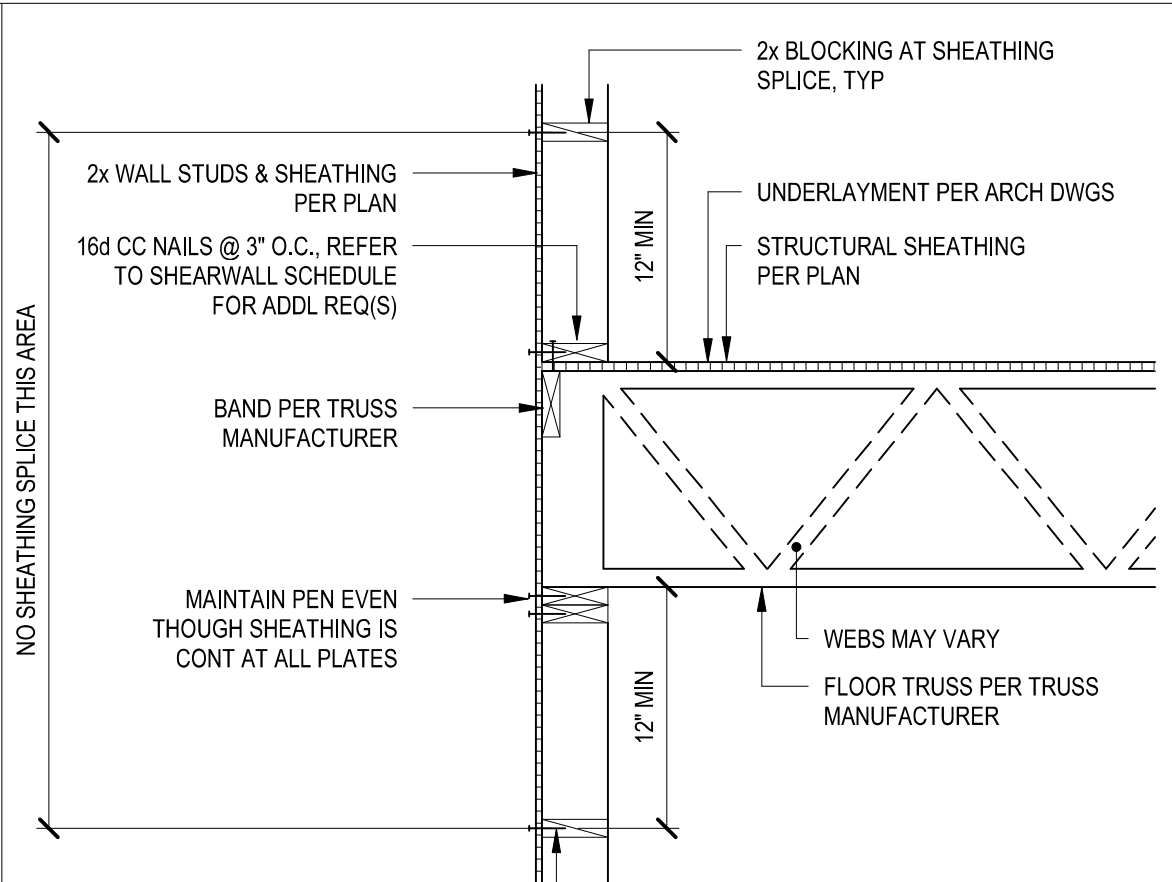 2x BLOCKING AT SHEATHING
SPLICE, TYP
2x WALL STUDS & SHEATHING
PER PLAN
UNDERLAYMENT PER ARCH DWGS
16d CC NAILS @ 3" O.C., REFER
TO SHEARWALL SCHEDULE
FOR ADDL REQ(S)
12" MIN
STRUCTURAL SHEATHING
PER PLAN
NO SHEATHING SPLICE THIS AREA
BAND PER TRUSS
MANUFACTURER
MAINTAIN PEN EVEN
THOUGH SHEATHING IS
CONT AT ALL PLATES
WEBS MAY VARY
12" MIN
FLOOR TRUSS PER TRUSS
MANUFACTURER